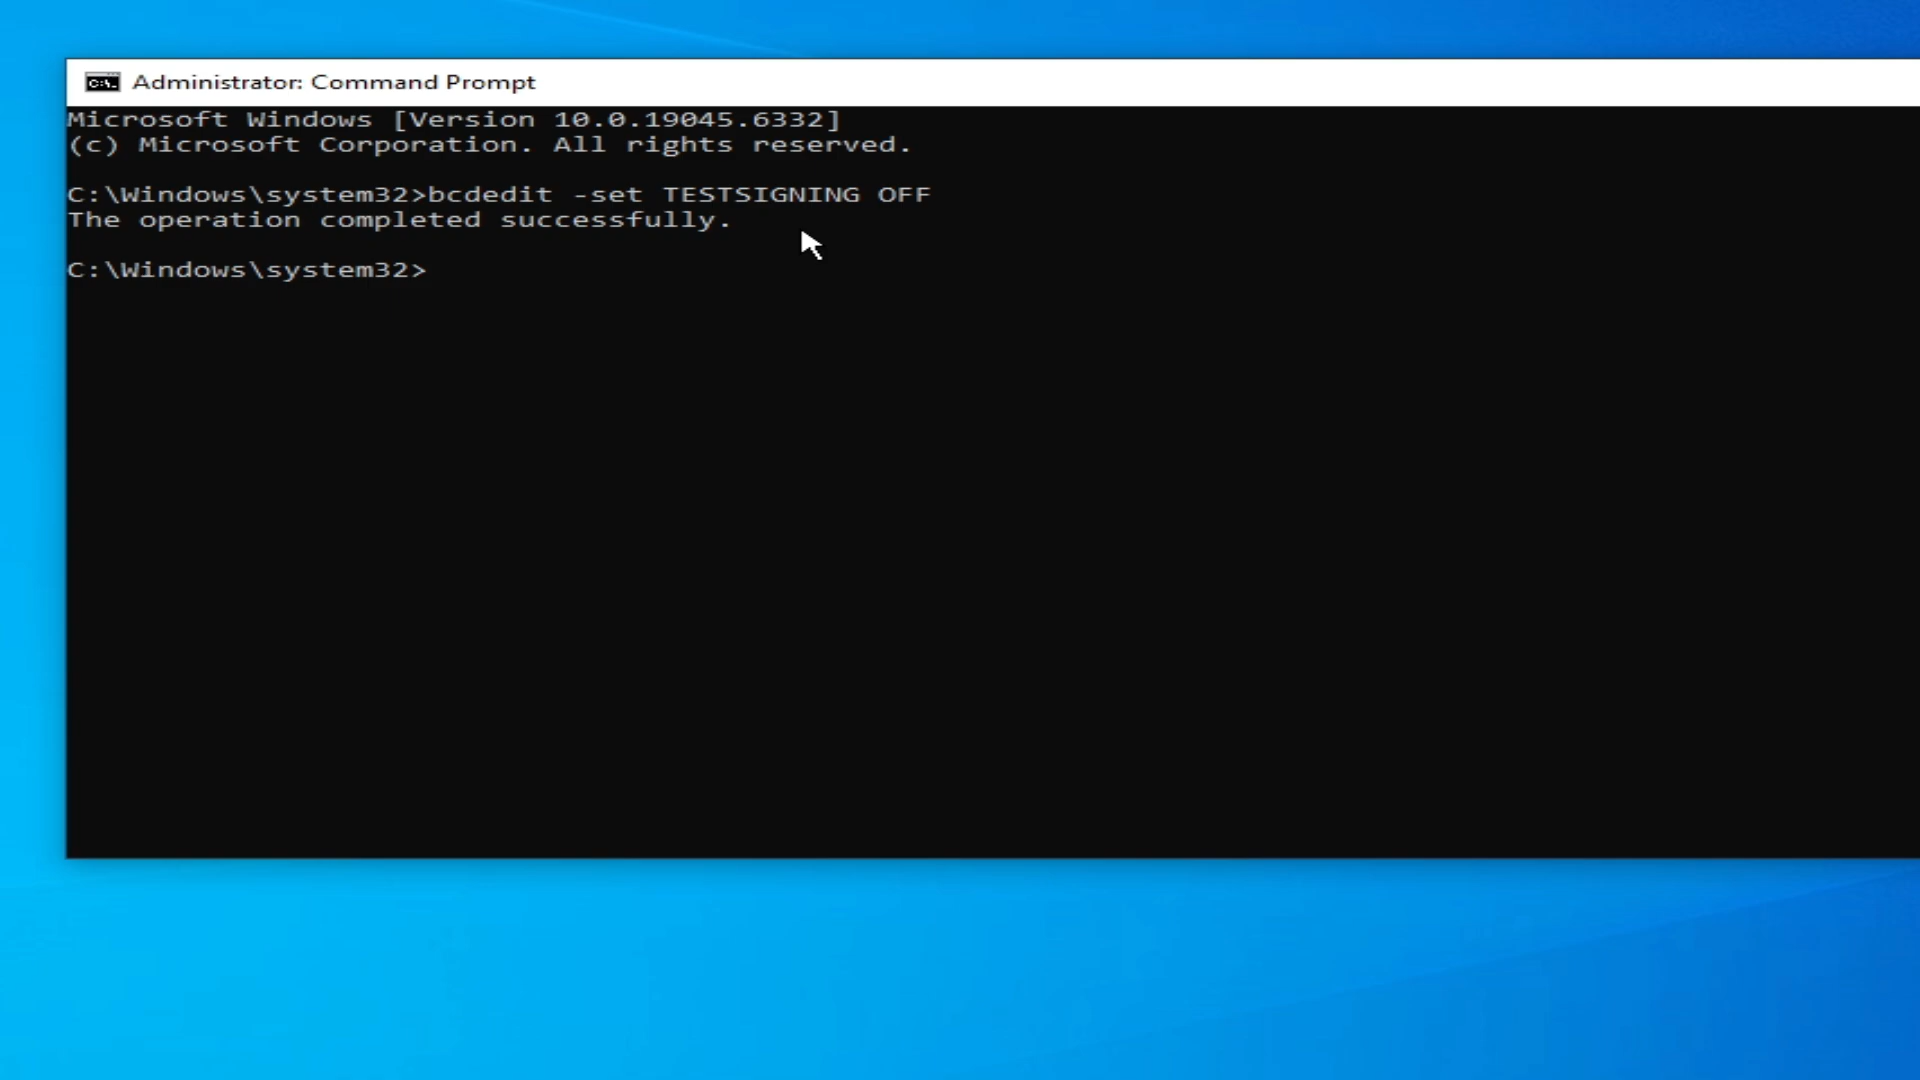 Administrator: Command Prompt
Microsoft Windows [Version 10.0.19045.6332]
(c) Microsoft Corporation. All rights reserved.
C:\Windows\system32>bcdedit -set TESTSIGNING OFF
The operation completed successfully.
C:\Windows\system32>